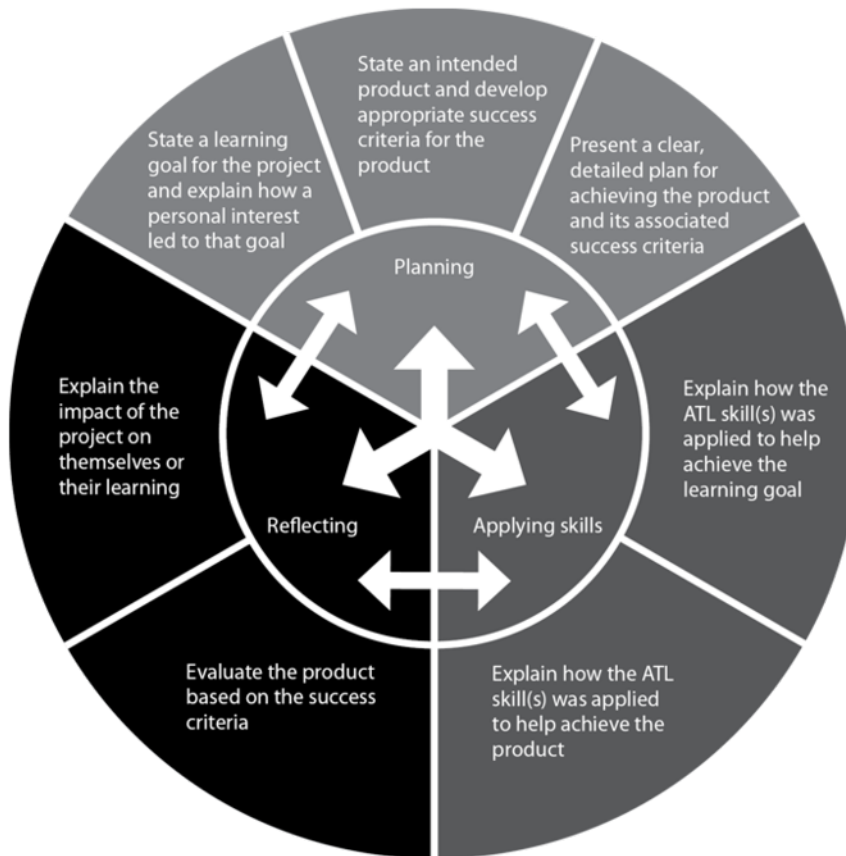 State an intended
product and develop
appropriate success
criteria for the
product
State a learning
goal for the project
and explain how a
personal interest
led to that goal
Present a clear,
detailed plan for
achieving the product
and its associated
success criteria
Planning
Explain the
impact of the
project on
themselves or
their learning
Explain how the
ATL skill(s) was
applied to help
achieve the
learning goal
Reflecting
Applying skills
Evaluate the product
based on the success
criteria
Explain how the ATL
skill(s) was applied
to help achieve the
product